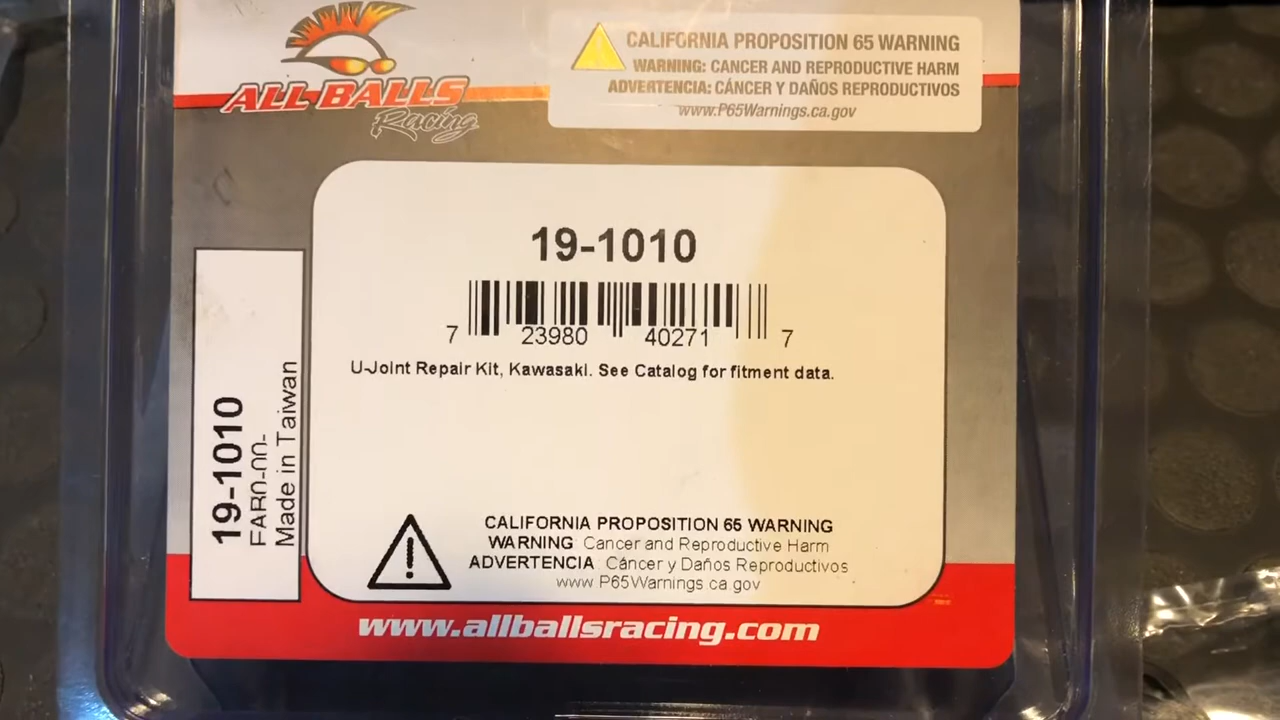 ALL BALLS
Racing
CALIFORNIA PROPOSITION 65 WARNING
WARNING: CANCER AND REPRODUCTIVE HARM
ADVERTENCIA: CÁNCER Y DAÑOS REPRODUCTIVOS
www.P65Warnings.ca.gov
19-1010
7 23980 40271 7
U-Joint Repair Kit, Kawasaki. See Catalog for fitment data.
19-1010
Made in Taiwan
CALIFORNIA PROPOSITION 65 WARNING
WARNING Cancer and Reproductive Harm
ADVERTENCIA Cáncer y Daños Reproductivos
www P65Warnings ca gov
www.allballsracing.com